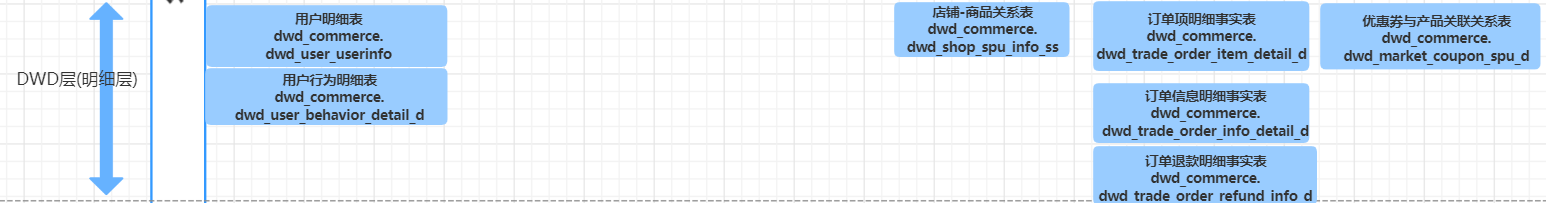 DWD层(明细层)
用户明细表
dwd_commerce.
dwd_user_userinfo
用户行为明细表
dwd_commerce.
dwd_user_behavior_detail_d
店铺-商品关系表
dwd_commerce.
dwd_shop_spu_info_ss
订单项明细事实表
dwd_commerce.
dwd_trade_order_item_detail_d
订单信息明细事实表
dwd_commerce.
dwd_trade_order_info_detail_d
订单退款明细事实表
dwd_commerce.
dwd_trade_order_refund_info_d
优惠券与产品关联关系表
dwd_commerce.
dwd_market_coupon_spu_d